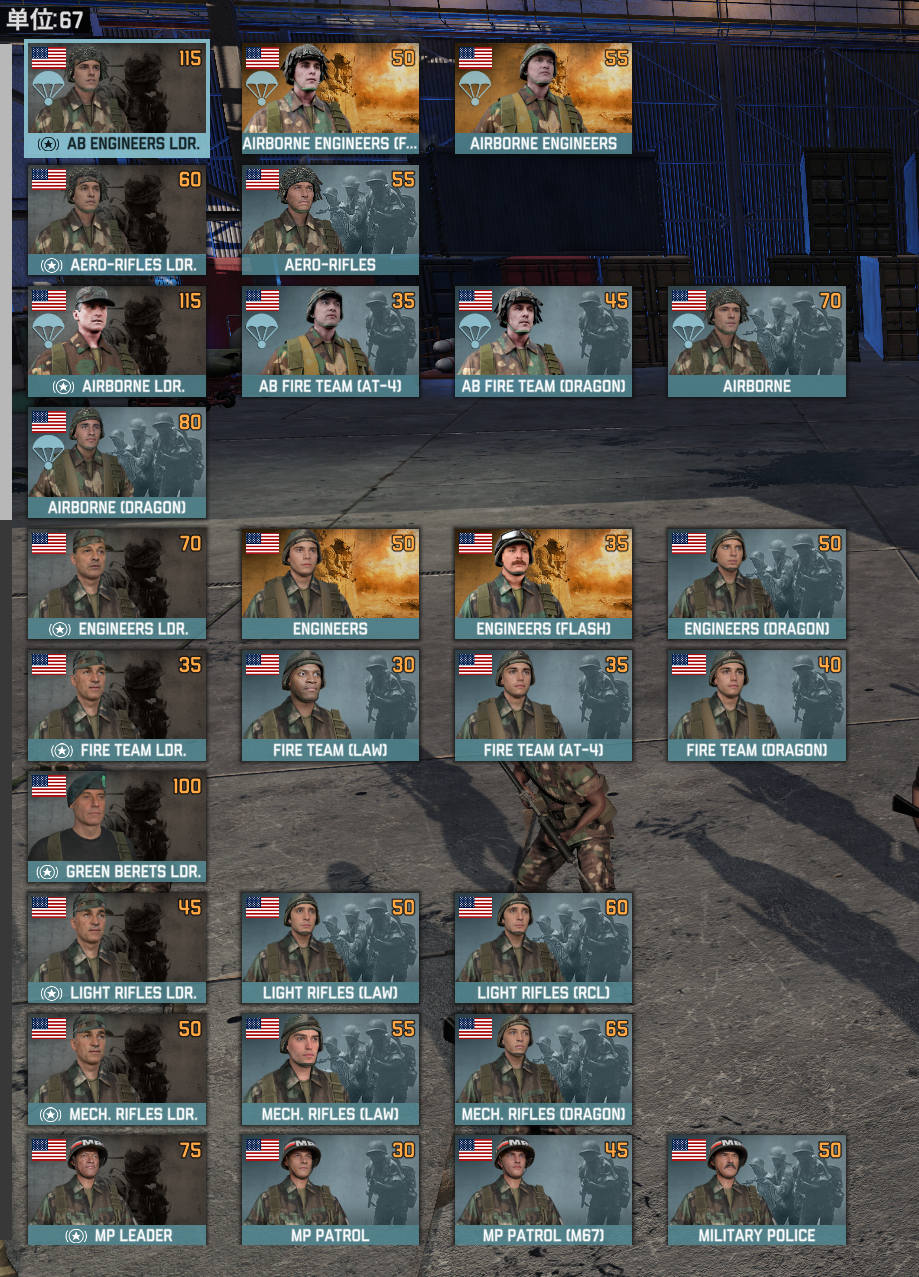 单位:67
115
AB ENGINEERS LDR.
50
AIRBORNE ENGINEERS (F...
55
AIRBORNE ENGINEERS
60
AERO-RIFLES LDR.
55
AERO-RIFLES
115
AIRBORNE LDR.
35
AB FIRE TEAM (AT-4)
45
AB FIRE TEAM (DRAGON)
70
AIRBORNE
80
AIRBORNE (DRAGON)
70
ENGINEERS LDR.
50
ENGINEERS
35
ENGINEERS (FLASH)
50
ENGINEERS (DRAGON)
35
FIRE TEAM LDR.
30
FIRE TEAM (LAW)
35
FIRE TEAM (AT-4)
40
FIRE TEAM (DRAGON)
100
GREEN BERETS LDR.
45
LIGHT RIFLES LDR.
50
LIGHT RIFLES (LAW)
60
LIGHT RIFLES (RCL)
50
MECH. RIFLES LDR.
55
MECH. RIFLES (LAW)
65
MECH. RIFLES (DRAGON)
75
MP
MP LEADER
30
MP
MP PATROL
45
MP
MP PATROL (M67)
50
MP
MILITARY POLICE